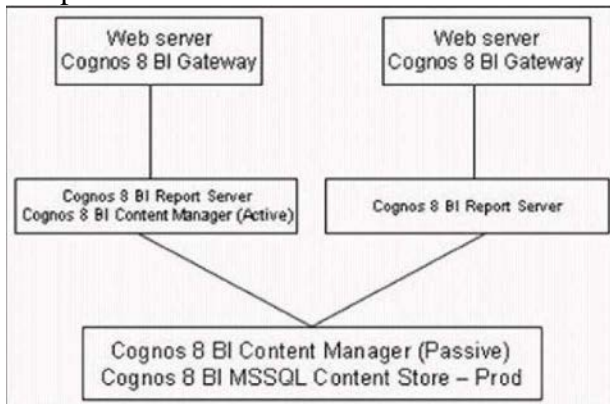 Web server
Cognos 8 BI Gateway
Web server
Cognos 8 BI Gateway
Cognos 8 BI Report Server
Cognos 8 BI Content Manager (Active)
Cognos 8 BI Report Server
Cognos 8 BI Content Manager (Passive)
Cognos 8 BI MSSQL Content Store – Prod